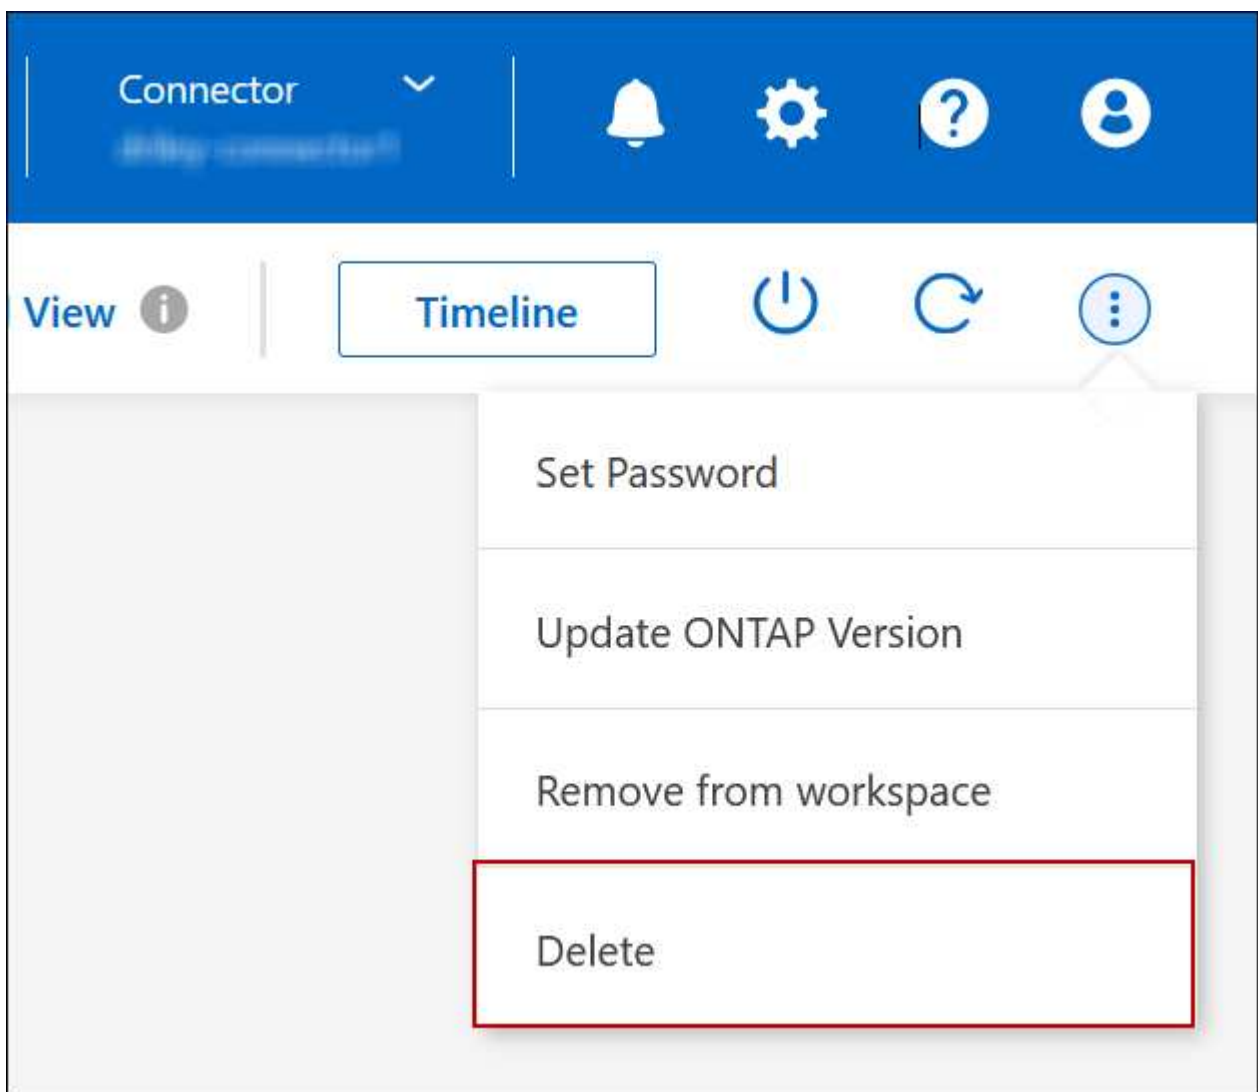 Connector
View
Timeline
Set Password
Update ONTAP Version
Remove from workspace
Delete